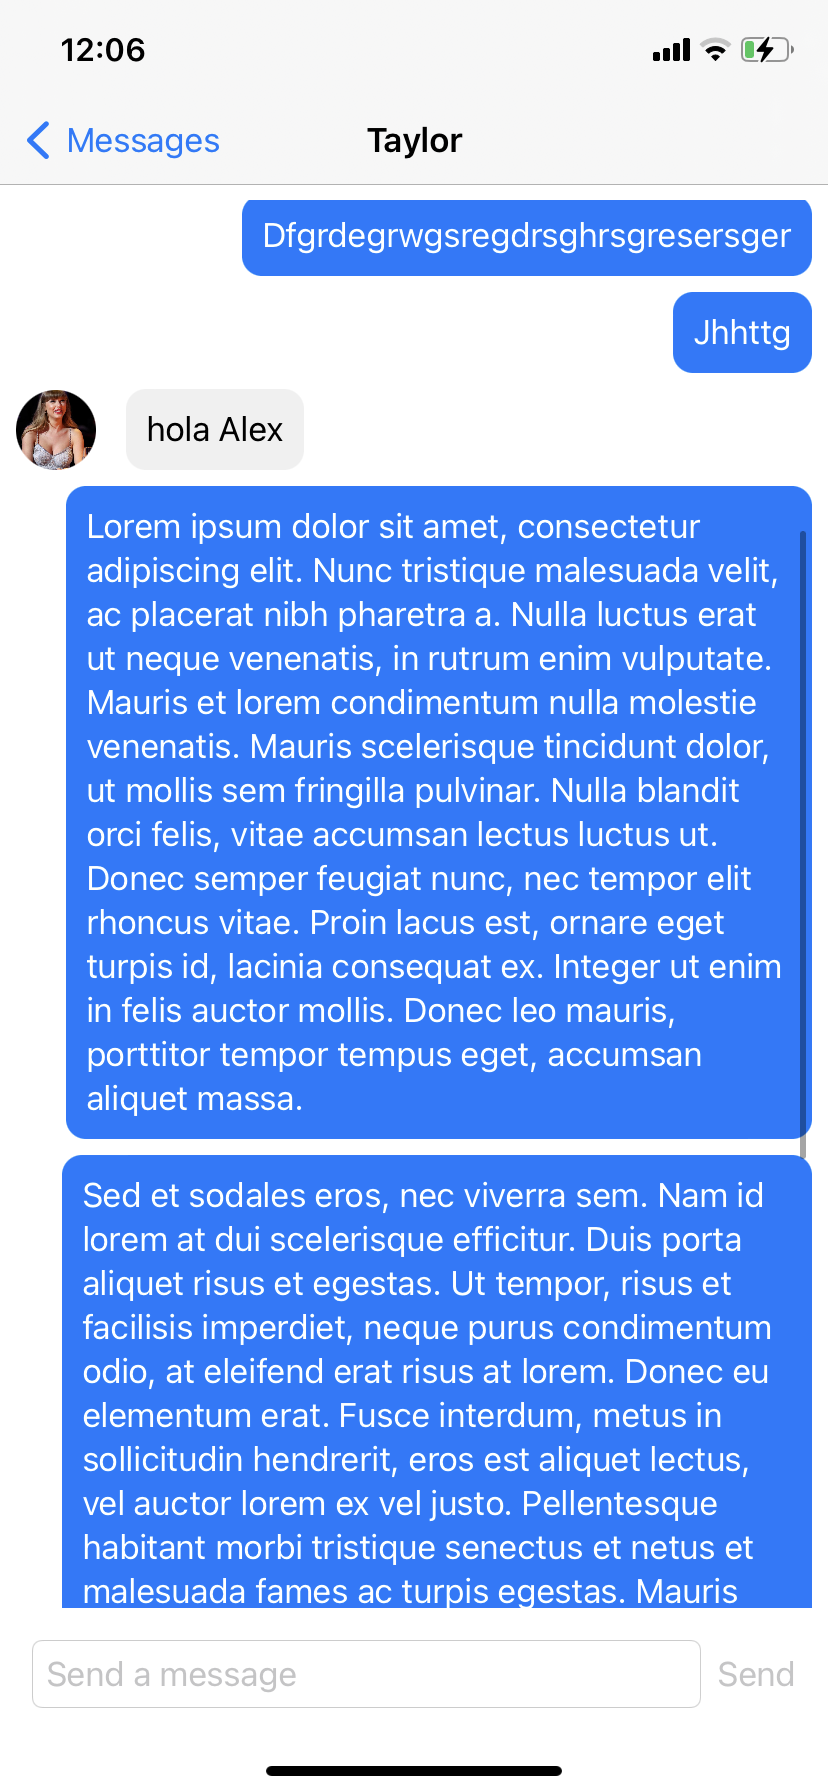 12:06
Messages
Taylor
Dfgrdegrwgsregdrsghrsgresersger
Jhhttg
hola Alex
Lorem ipsum dolor sit amet, consectetur
adipiscing elit. Nunc tristique malesuada velit,
ac placerat nibh pharetra a. Nulla luctus erat
ut neque venenatis, in rutrum enim vulputate.
Mauris et lorem condimentum nulla molestie
venenatis. Mauris scelerisque tincidunt dolor,
ut mollis sem fringilla pulvinar. Nulla blandit
orci felis, vitae accumsan lectus luctus ut.
Donec semper feugiat nunc, nec tempor elit
rhoncus vitae. Proin lacus est, ornare eget
turpis id, lacinia consequat ex. Integer ut enim
in felis auctor mollis. Donec leo mauris,
porttitor tempor tempus eget, accumsan
aliquet massa.
Sed et sodales eros, nec viverra sem. Nam id
lorem at dui scelerisque efficitur. Duis porta
aliquet risus et egestas. Ut tempor, risus et
facilisis imperdiet, neque purus condimentum
odio, at eleifend erat risus at lorem. Donec eu
elementum erat. Fusce interdum, metus in
sollicitudin hendrerit, eros est aliquet lectus,
vel auctor lorem ex vel justo. Pellentesque
habitant morbi tristique senectus et netus et
malesuada fames ac turpis egestas. Mauris
Send a message
Send